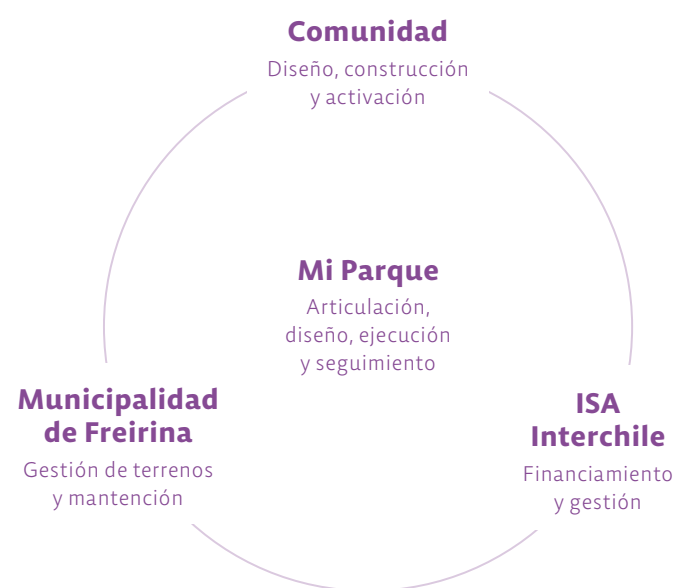 Comunidad
Diseño, construcción
y activación
Mi Parque
Articulación,
diseño, ejecución
y seguimiento
Municipalidad
de Freirina
Gestión de terrenos
y mantención
ISA
Interchile
Financiamiento
y gestión